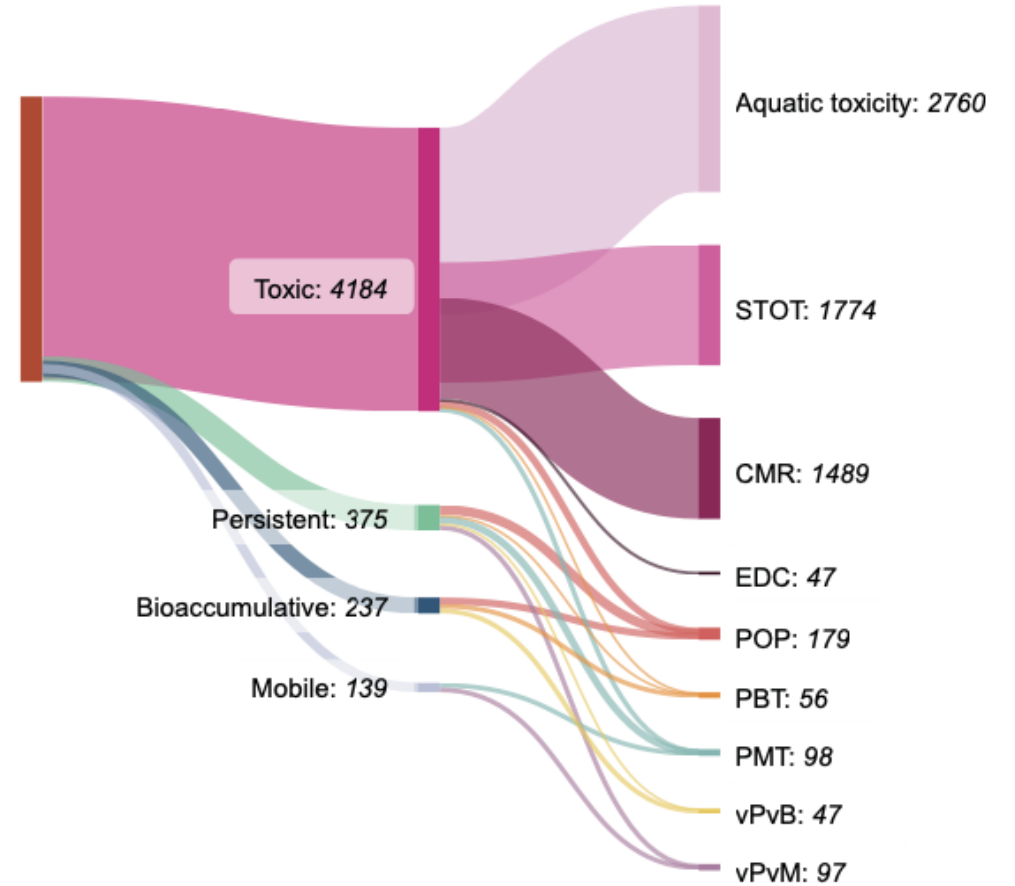 Aquatic toxicity: 2760
Toxic: 4184
STOT: 1774
CMR: 1489
Persistent: 375
EDC: 47
Bioaccumulative: 237
POP: 179
Mobile: 139
PBT: 56
PMT: 98
vPvB: 47
vPvM: 97